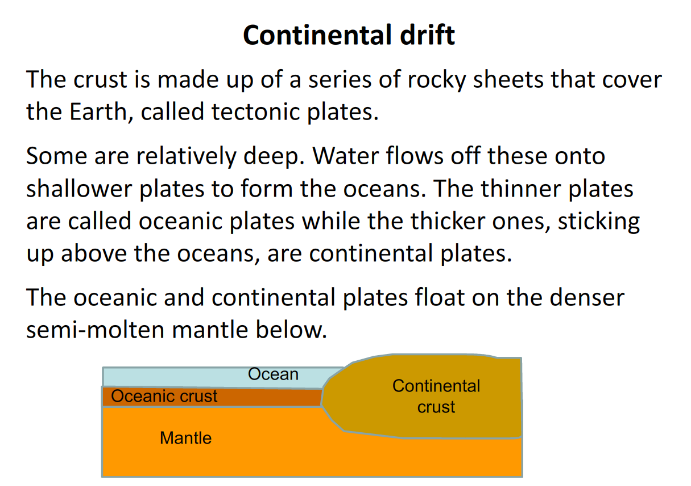 Continental drift
The crust is made up of a series of rocky sheets that cover
the Earth, called tectonic plates.
Some are relatively deep. Water flows off these onto
shallower plates to form the oceans. The thinner plates
are called oceanic plates while the thicker ones, sticking
up above the oceans, are continental plates.
The oceanic and continental plates float on the denser
semi-molten mantle below.
Ocean
Oceanic crust
Continental
crust
Mantle